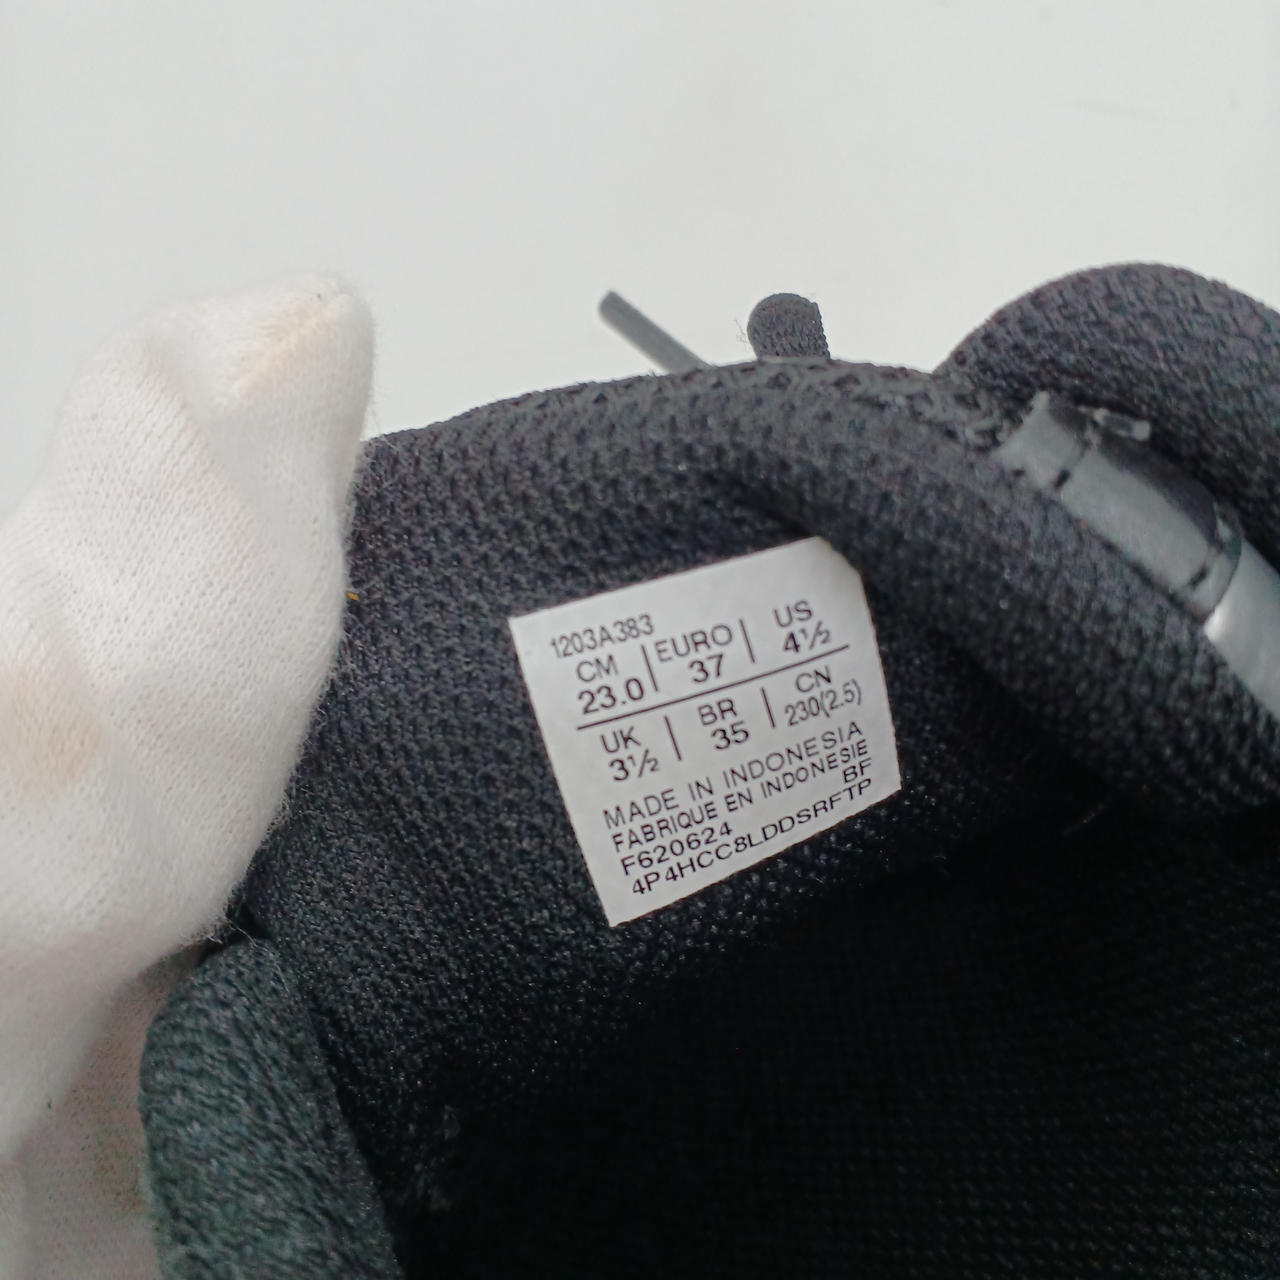 1203A383
CM EURO US
23.0 37 4½
UK BR CN
3½ 35 230(2.5)
MADE IN INDONESIA
FABRIQUE EN INDONESIE
F620624 BF
4P4HCC8LDDSRFTP